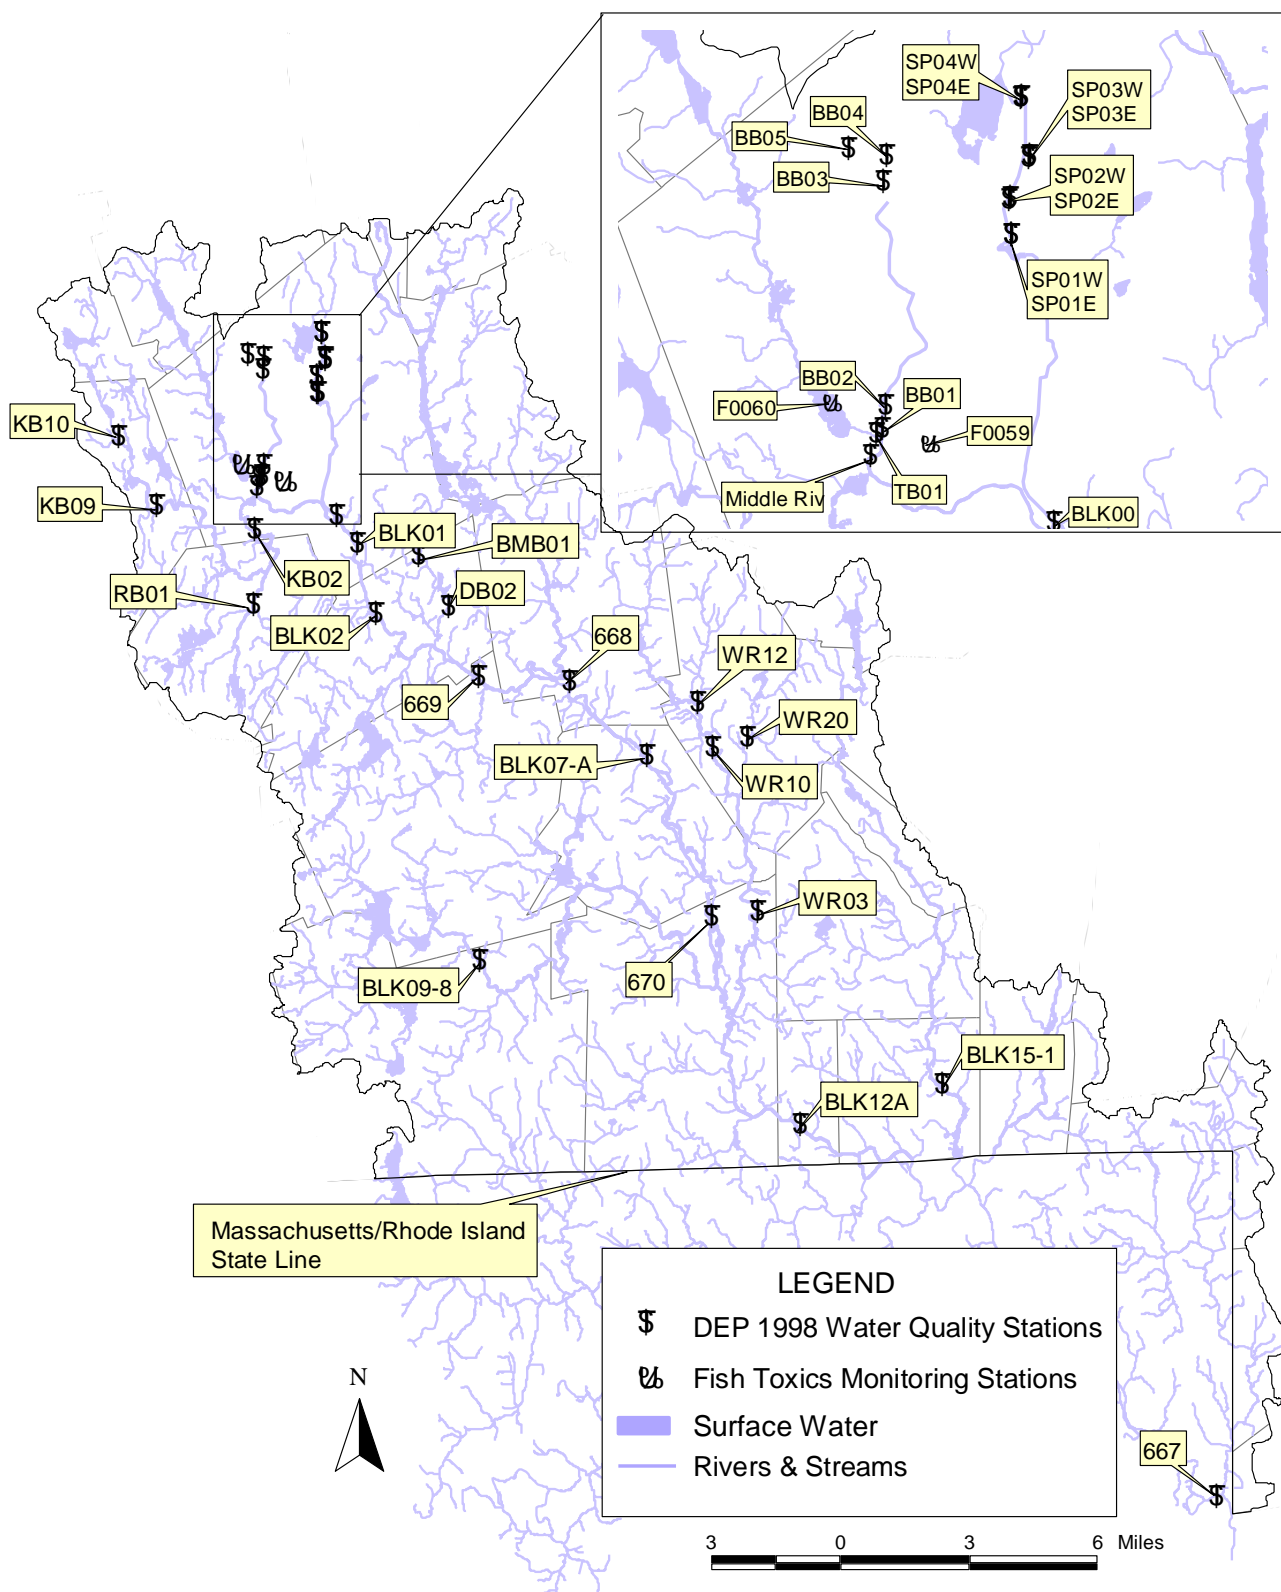 SP04W
SP04E
SP03W
SP03E
BB04
BB05
BB03
SP02W
SP02E
SP01W
SP01E
BB02
BB01
F0060
F0059
TB01
Middle Riv
BLK00
KB10
KB09
BLK01
BMB01
KB02
RB01
DB02
BLK02
668
669
WR12
WR20
BLK07-A
WR10
WR03
670
BLK09-8
BLK15-1
BLK12A
Massachusetts/Rhode Island
State Line
LEGEND
DEP 1998 Water Quality Stations
Fish Toxics Monitoring Stations
Surface Water
Rivers & Streams
N
667
3 0 3 6 Miles